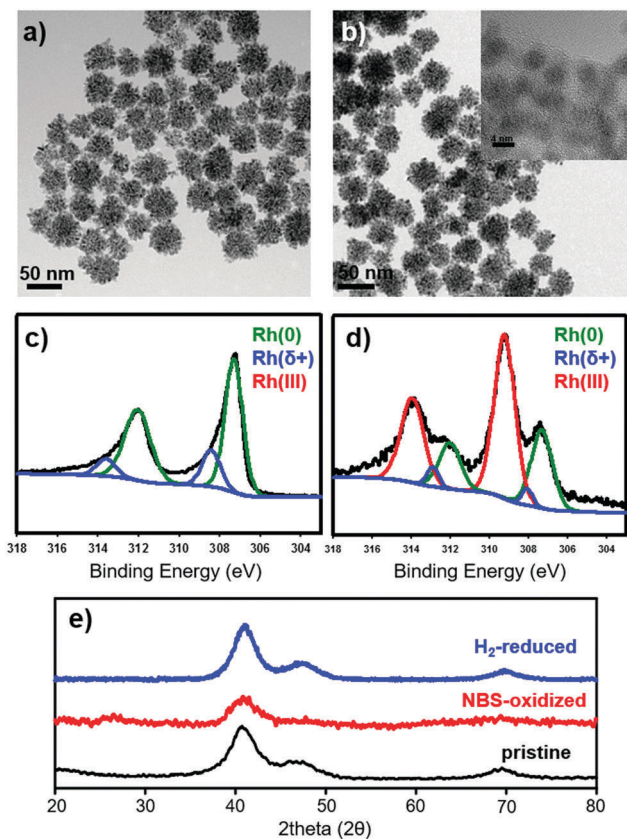 a)
50 nm
b)
4 nm
50 nm
c)
Rh(0)
Rh(δ+)
Rh(III)
318 316 314 312 310 308 306 304
Binding Energy (eV)
d)
Rh(0)
Rh(δ+)
Rh(III)
318 316 314 312 310 308 306 304
Binding Energy (eV)
e)
H₂-reduced
NBS-oxidized
pristine
20 30 40 50 60 70 80
2theta (2θ)